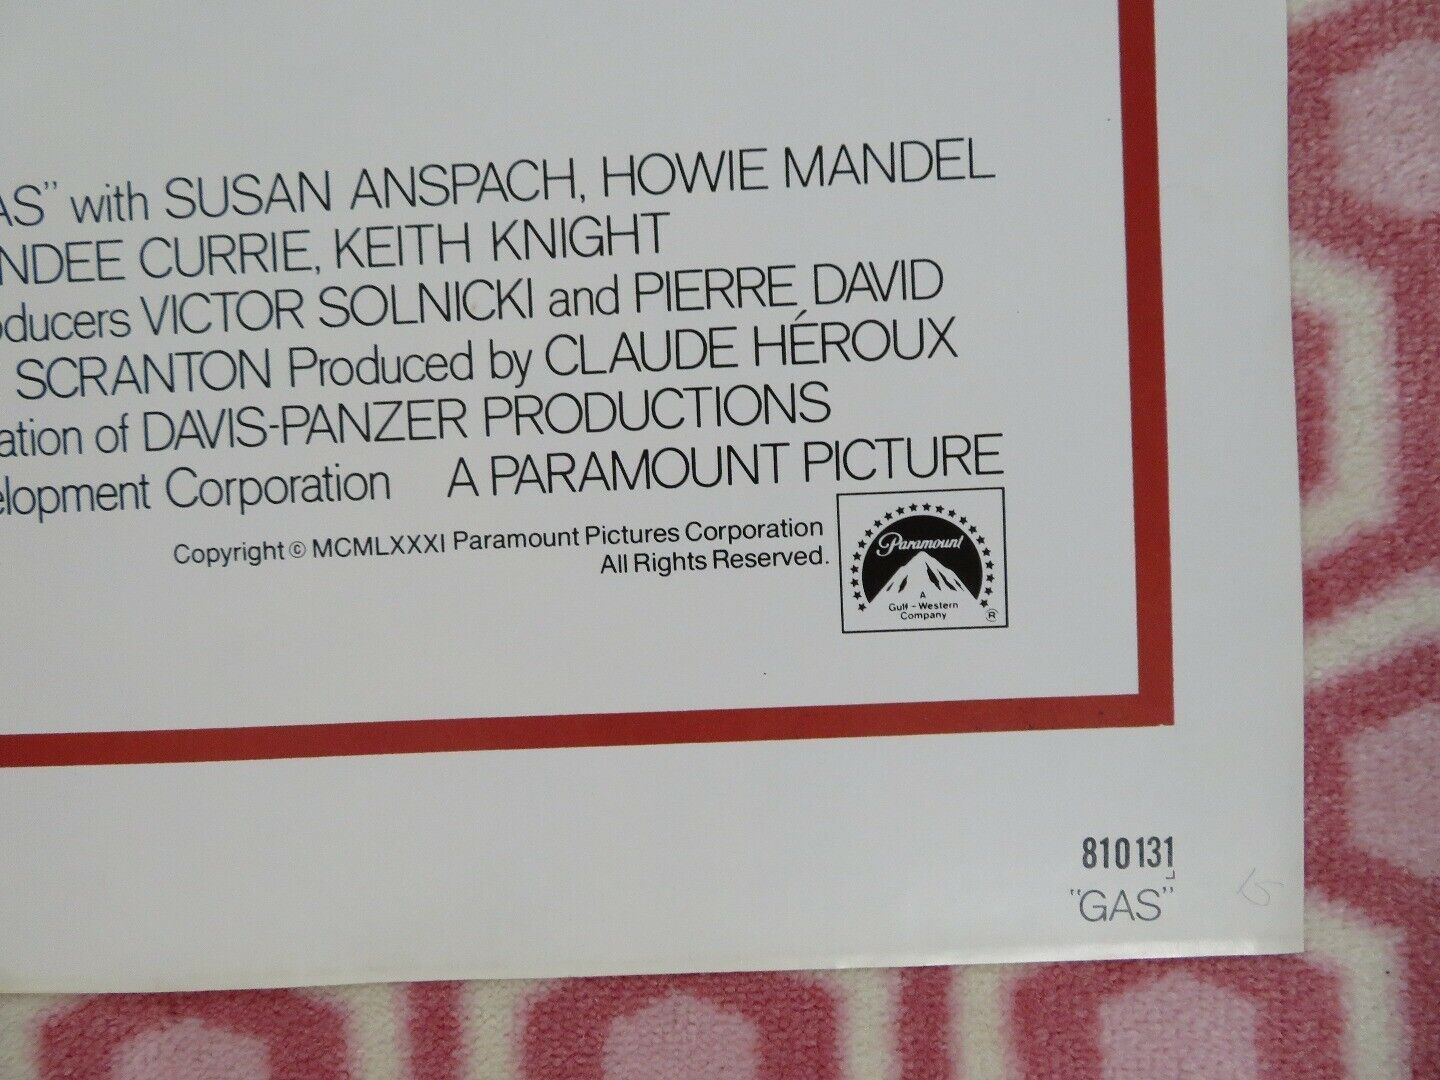 AS" with SUSAN ANSPACH, HOWIE MANDEL
NDEE CURRIE, KEITH KNIGHT
oducers VICTOR SOLNICKI and PIERRE DAVID
SCRANTON Produced by CLAUDE HÉROUX
ation of DAVIS-PANZER PRODUCTIONS
elopment Corporation A PARAMOUNT PICTURE
Copyright © MCMLXXXI Paramount Pictures Corporation
All Rights Reserved.
Paramount
A
Gulf - Western
Company
®
810131
"GAS"